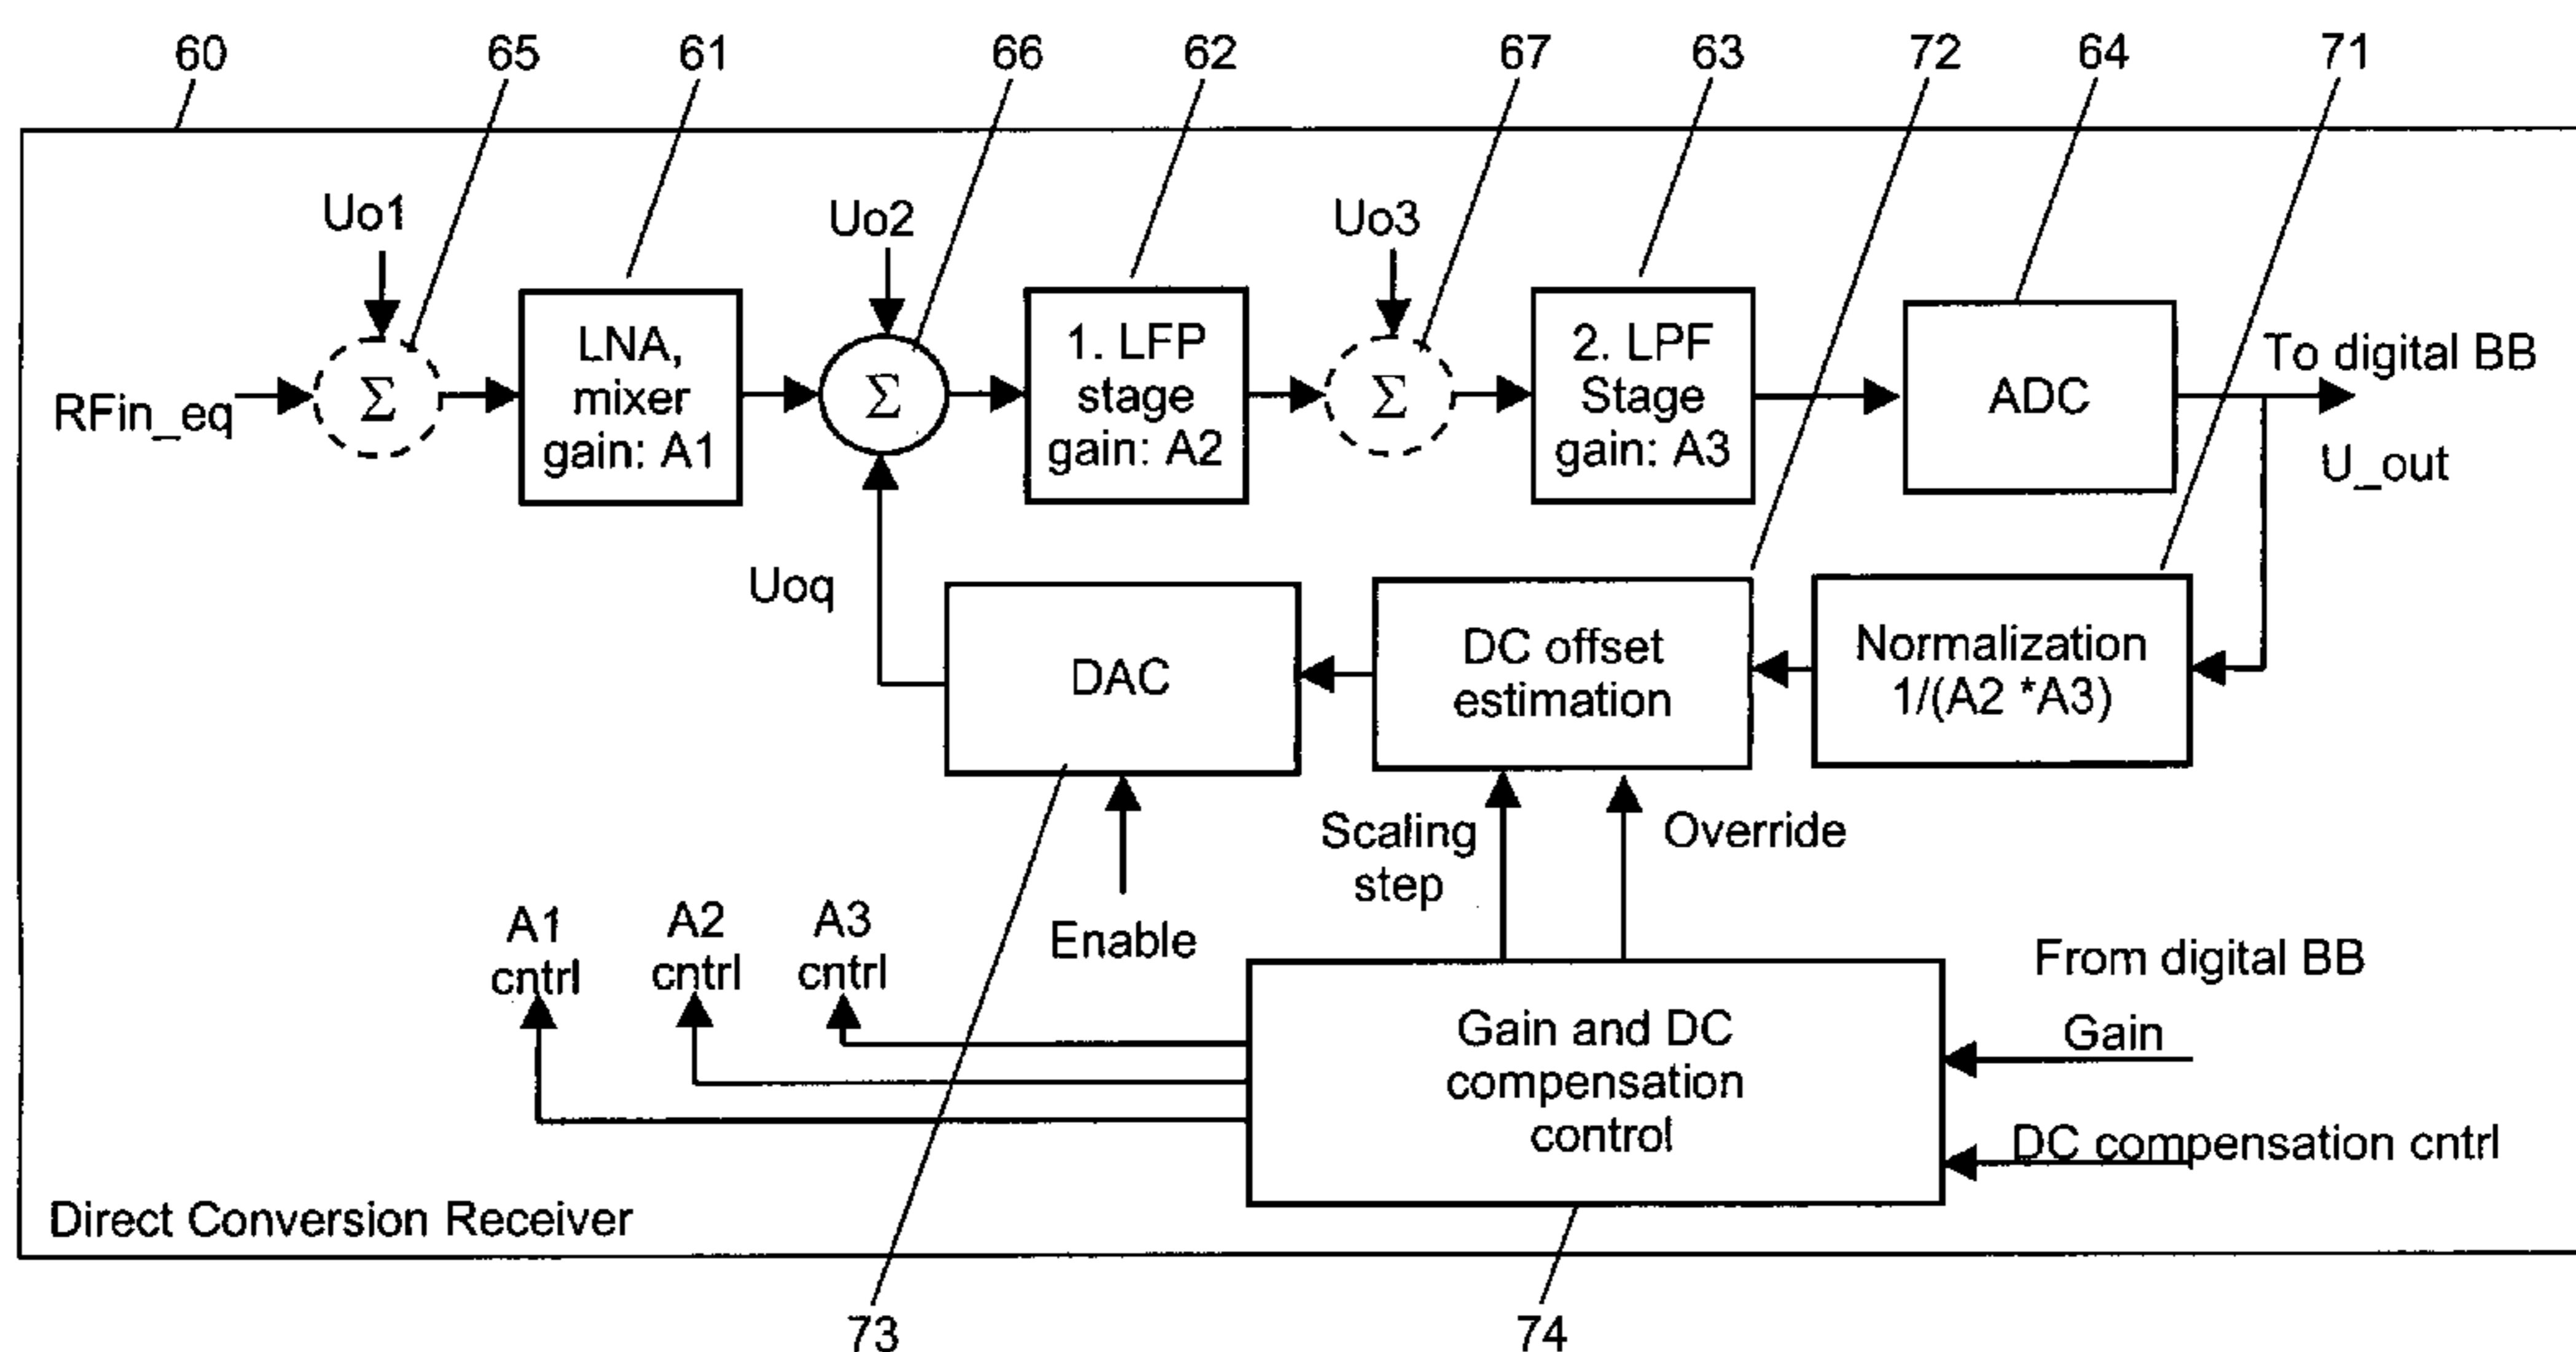 60
65
61
66
62
67
63
72
64
71
Uo1
Uo2
Uo3
RFin_eq
Σ
LNA,
mixer
gain: A1
Σ
1. LFP
stage
gain: A2
Σ
2. LPF
Stage
gain: A3
ADC
To digital BB
U_out
Uoq
DAC
DC offset
estimation
Normalization
1/(A2 *A3)
Enable
Scaling
step
Override
A1
cntrl
A2
cntrl
A3
cntrl
Gain and DC
compensation
control
From digital BB
Gain
DC compensation cntrl
Direct Conversion Receiver
73
74